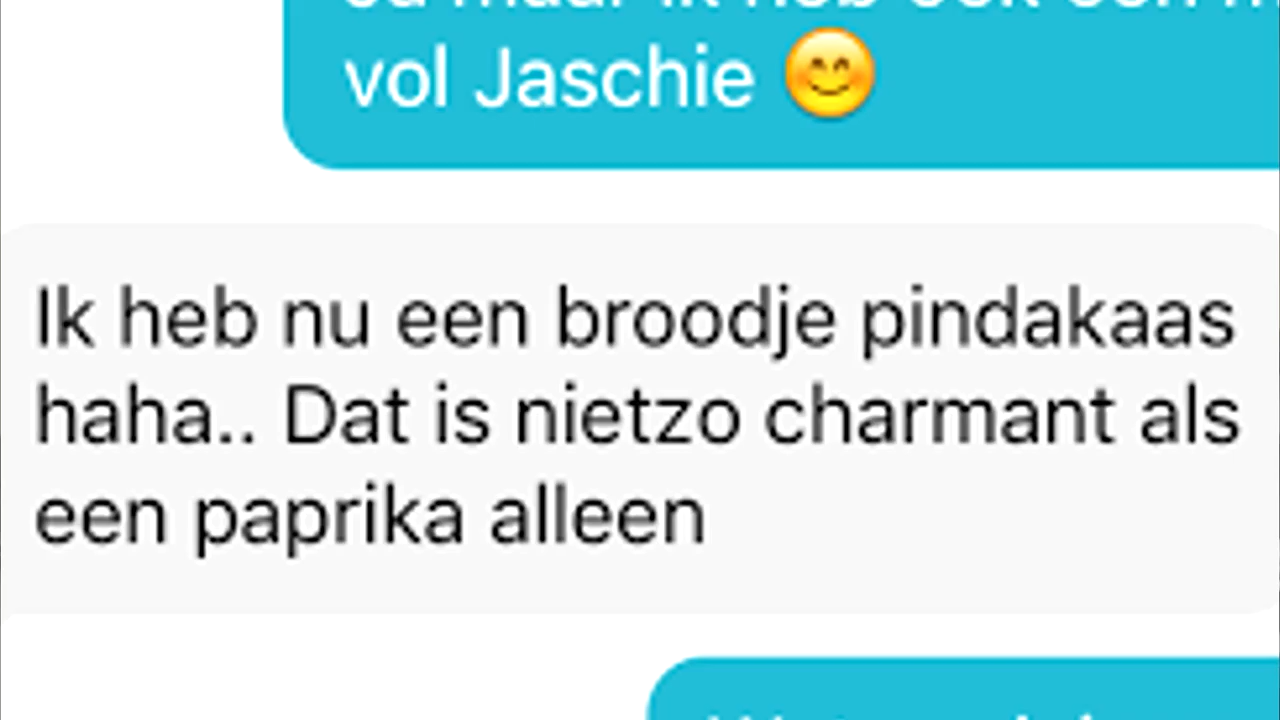 vol Jaschie 😊
Ik heb nu een broodje pindakaas
haha.. Dat is nietzo charmant als
een paprika alleen